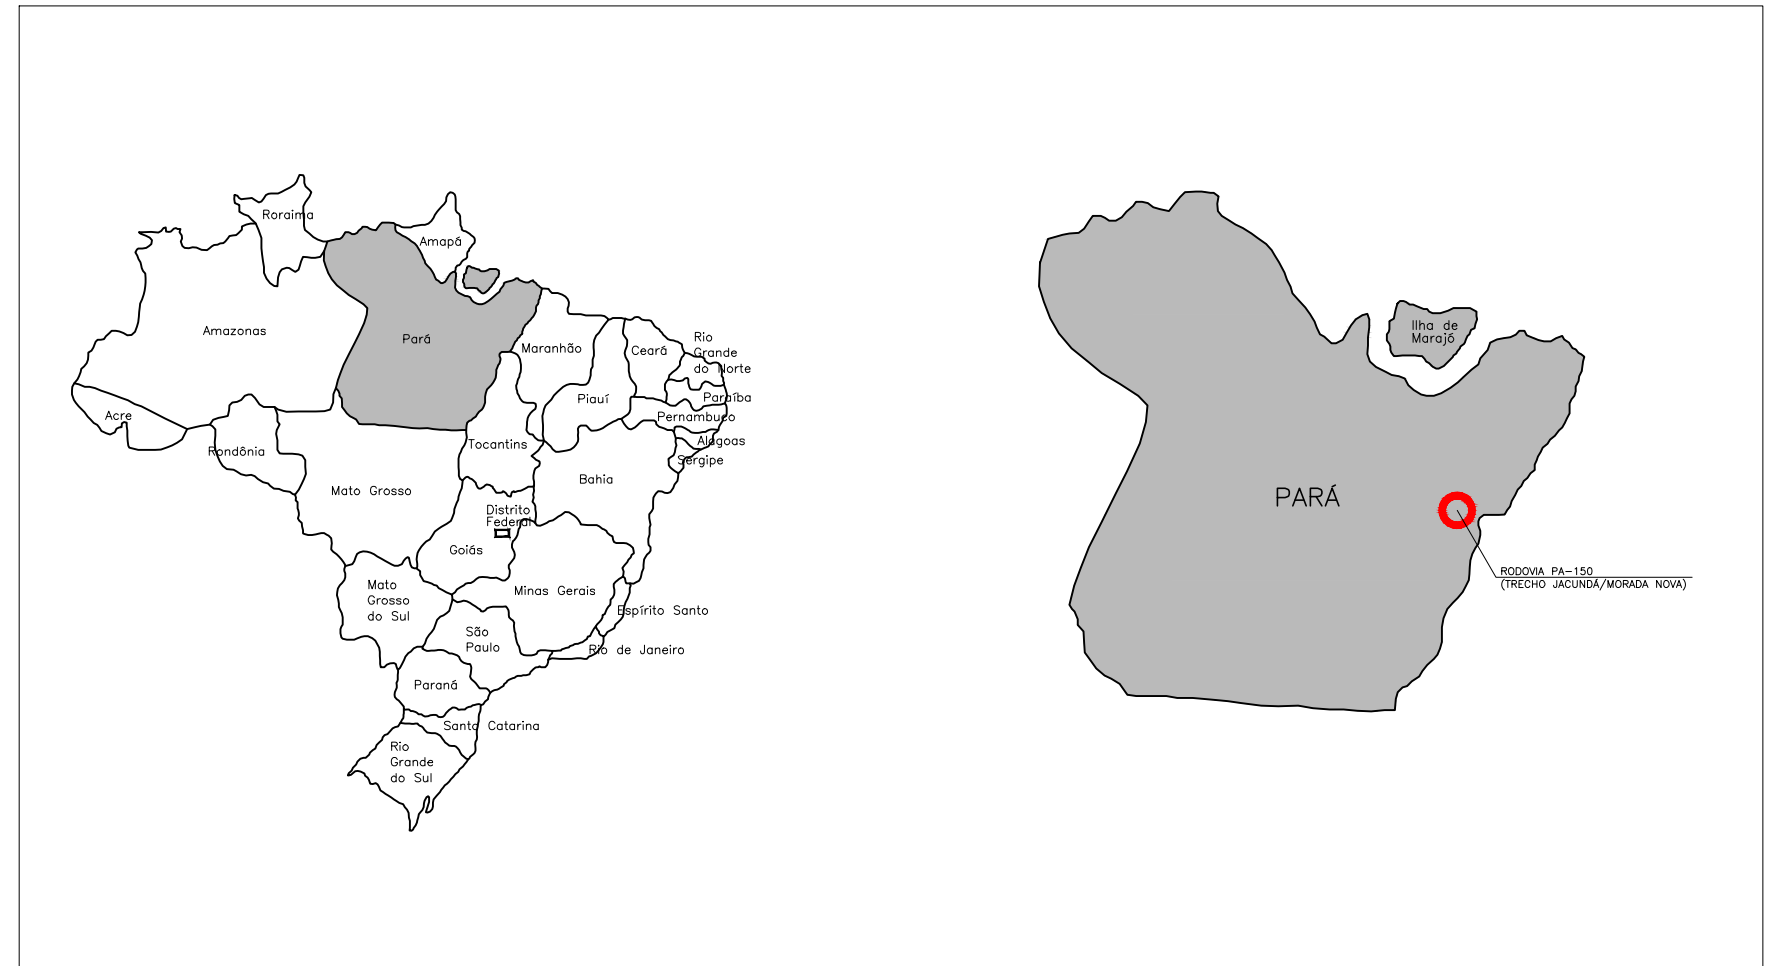 Roraima
Amapá
Amazonas
Pará
Maranhão
Ceará
Rio
Grande
do Norte
Paraíba
Piauí
Pernambuco
Acre
Rondônia
Tocantins
Alagoas
Sergipe
Mato Grosso
Bahia
Distrito
Federal
Goiás
Mato
Grosso
do Sul
Minas Gerais
Espírito Santo
São
Paulo
Rio de Janeiro
Paraná
Santa Catarina
Rio
Grande
do Sul
Ilha de
Marajó
PARÁ
RODOVIA PA-150
(TRECHO JACUNDÁ/MORADA NOVA)